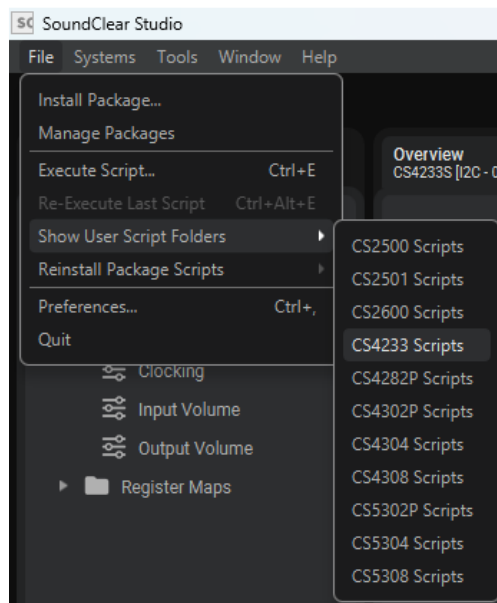 SC SoundClear Studio
File Systems Tools Window Help
Install Package...
Manage Packages
Execute Script... Ctrl+E
Re-Execute Last Script Ctrl+Alt+E
Show User Script Folders
Reinstall Package Scripts
Preferences... Ctrl+,
Quit
Overview
CS4233S [I2C - 0
CS2500 Scripts
CS2501 Scripts
CS2600 Scripts
CS4233 Scripts
CS4282P Scripts
CS4302P Scripts
CS4304 Scripts
CS4308 Scripts
CS5302P Scripts
CS5304 Scripts
CS5308 Scripts
Clocking
Input Volume
Output Volume
Register Maps